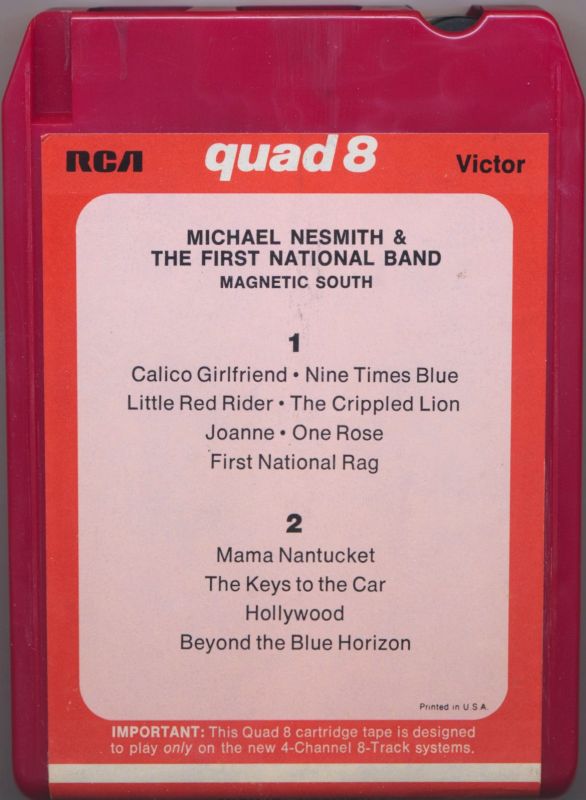 RCA quad 8 Victor
MICHAEL NESMITH &
THE FIRST NATIONAL BAND
MAGNETIC SOUTH
1
Calico Girlfriend • Nine Times Blue
Little Red Rider • The Crippled Lion
Joanne • One Rose
First National Rag
2
Mama Nantucket
The Keys to the Car
Hollywood
Beyond the Blue Horizon
Printed in U.S.A.
IMPORTANT: This Quad 8 cartridge tape is designed
to play only on the new 4-Channel 8-Track systems.